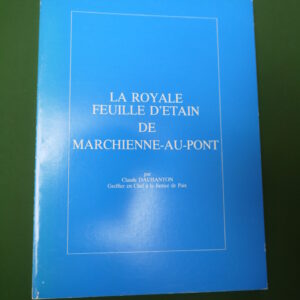 LA ROYALE
FEUILLE D'ETAIN
DE
MARCHIENNE-AU-PONT
par
Claude DAUBANTON
Greffier en Chef à la Justice de Paix